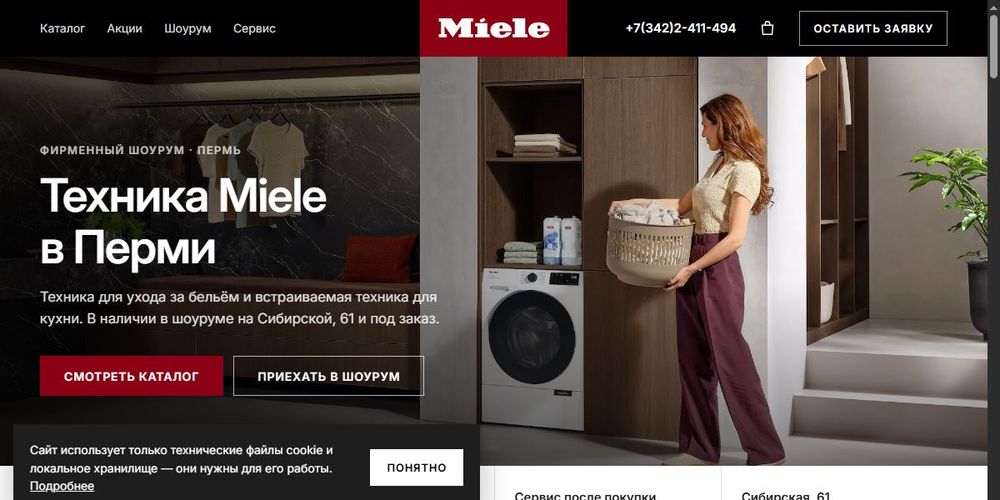 Каталог Акции Шоурум Сервис
Miele
+7(342)2-411-494
ОСТАВИТЬ ЗАЯВКУ
ФИРМЕННЫЙ ШОУРУМ · ПЕРМЬ
Техника Miele
в Перми
Техника для ухода за бельём и встраиваемая техника для
кухни. В наличии в шоуруме на Сибирской, 61 и под заказ.
СМОТРЕТЬ КАТАЛОГ
ПРИЕХАТЬ В ШОУРУМ
Сайт использует только технические файлы cookie и
локальное хранилище — они нужны для его работы.
Подробнее
ПОНЯТНО
Сервис после покупки
Сибирская, 61